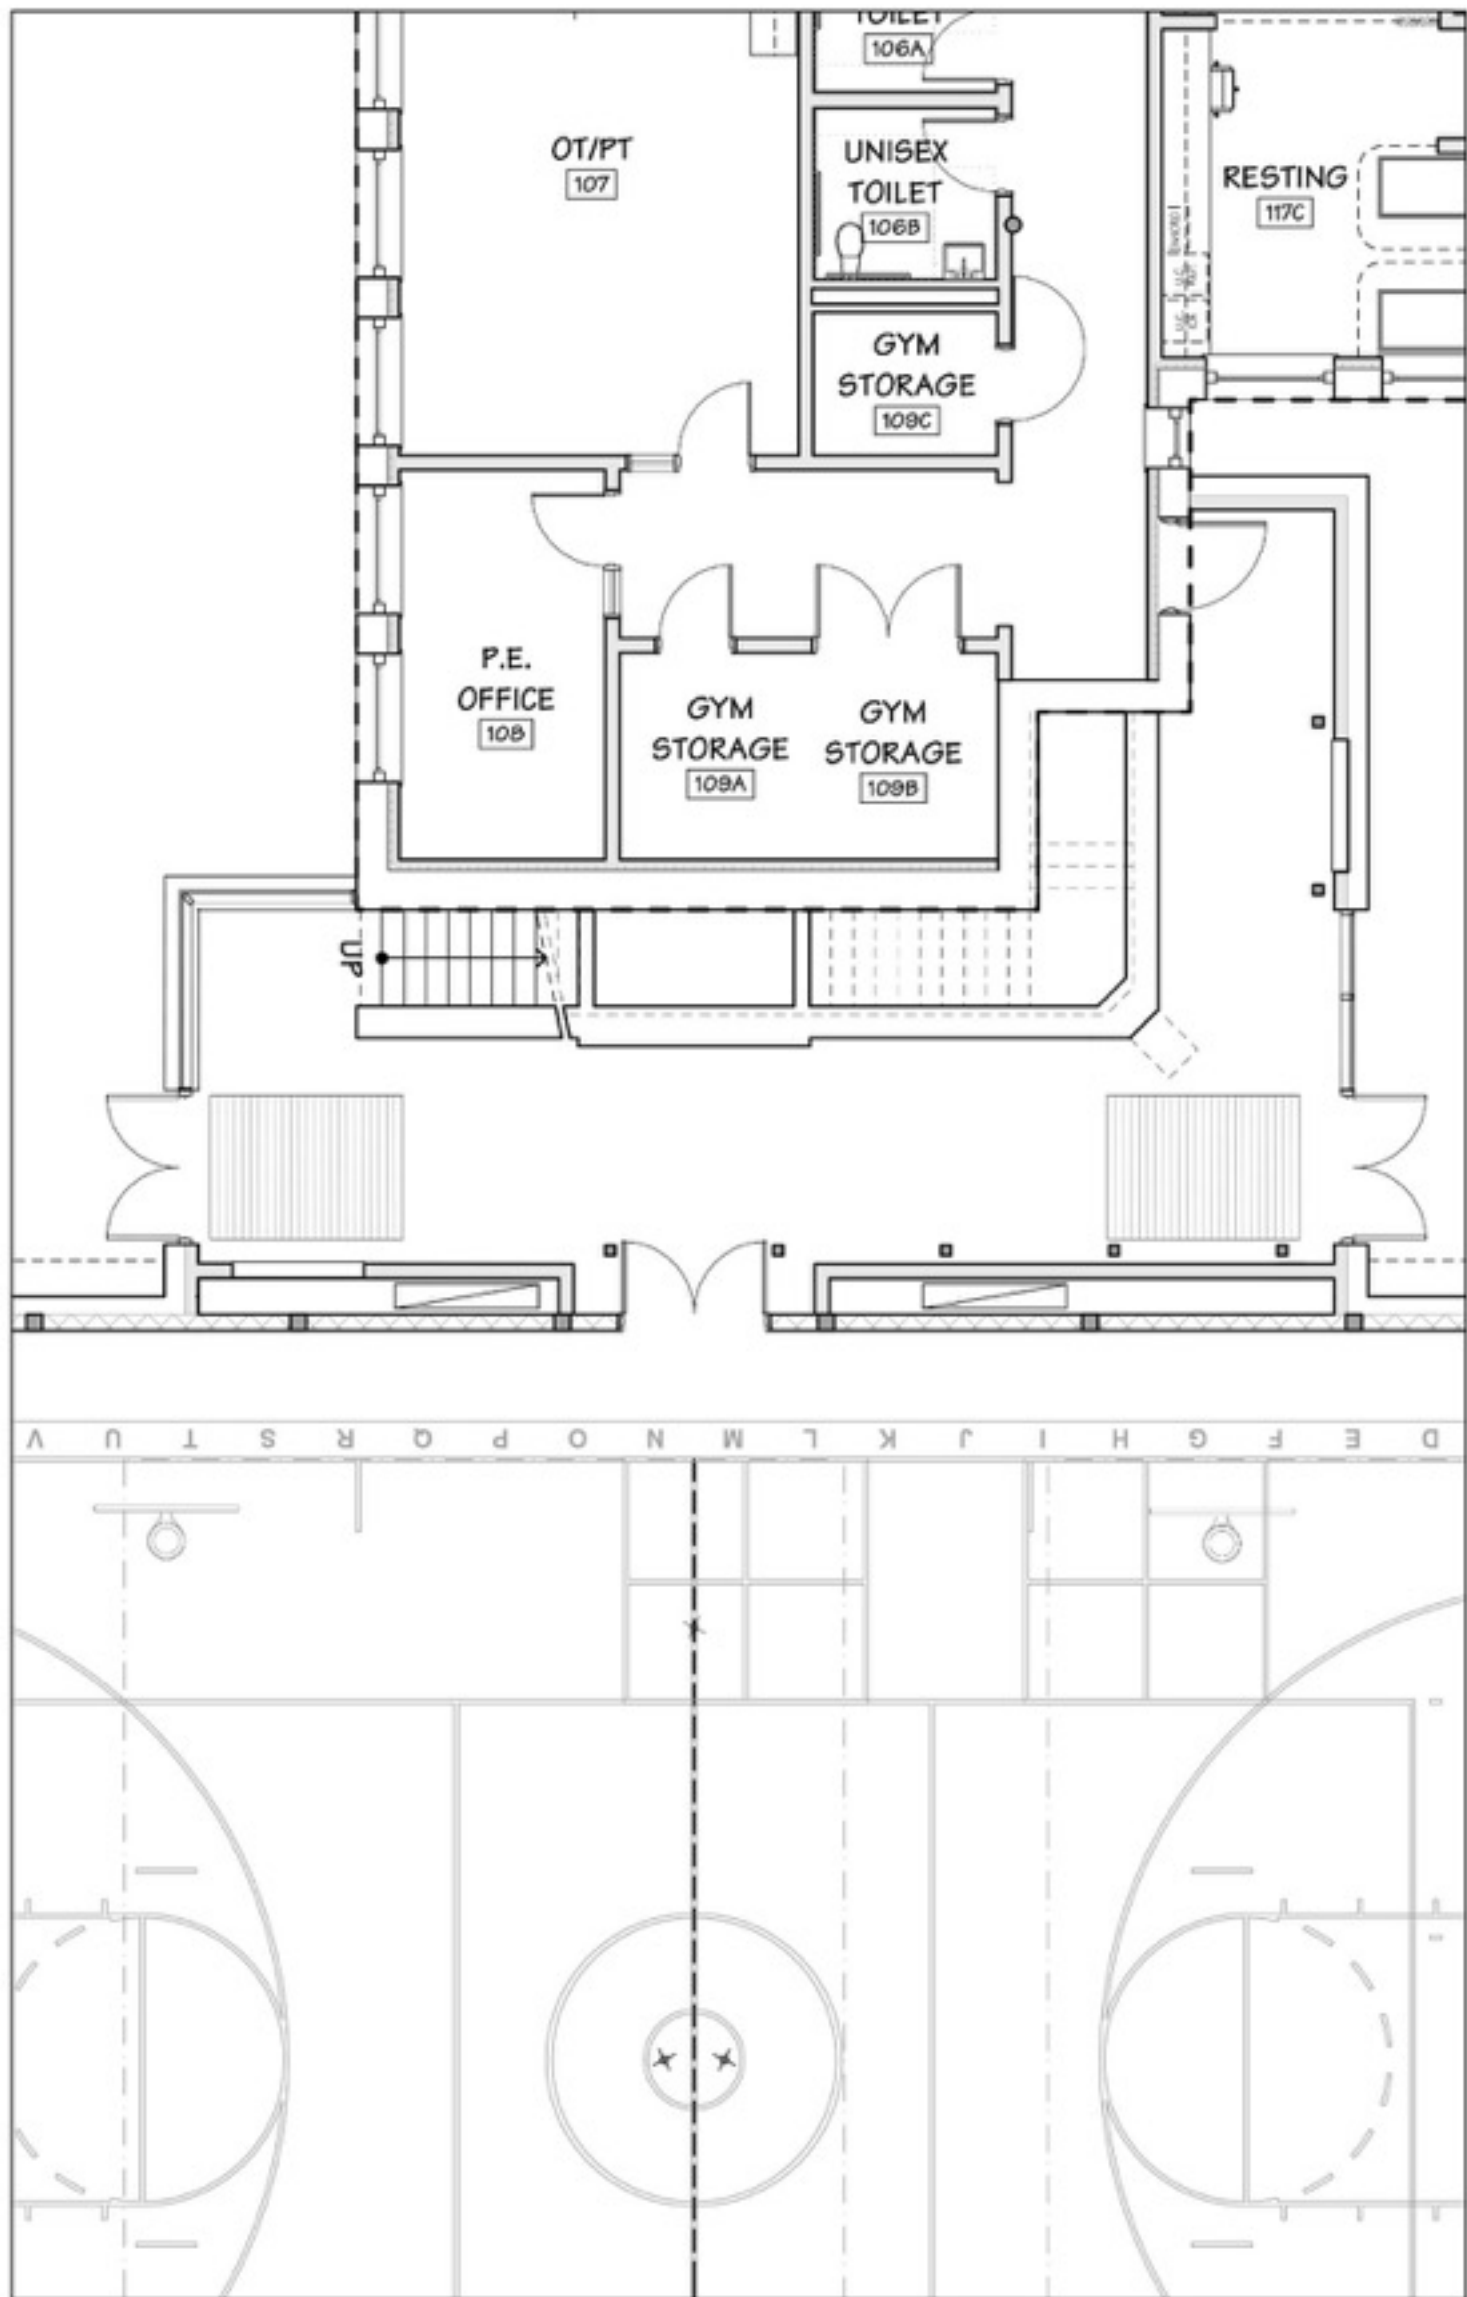 TOILET
106A
OT/PT
107
UNISEX
TOILET
106B
RESTING
117C
GYM
STORAGE
109C
P.E.
OFFICE
108
GYM
STORAGE
109A
GYM
STORAGE
109B
UP
V U T S R Q P O N M L K J I H G F E D